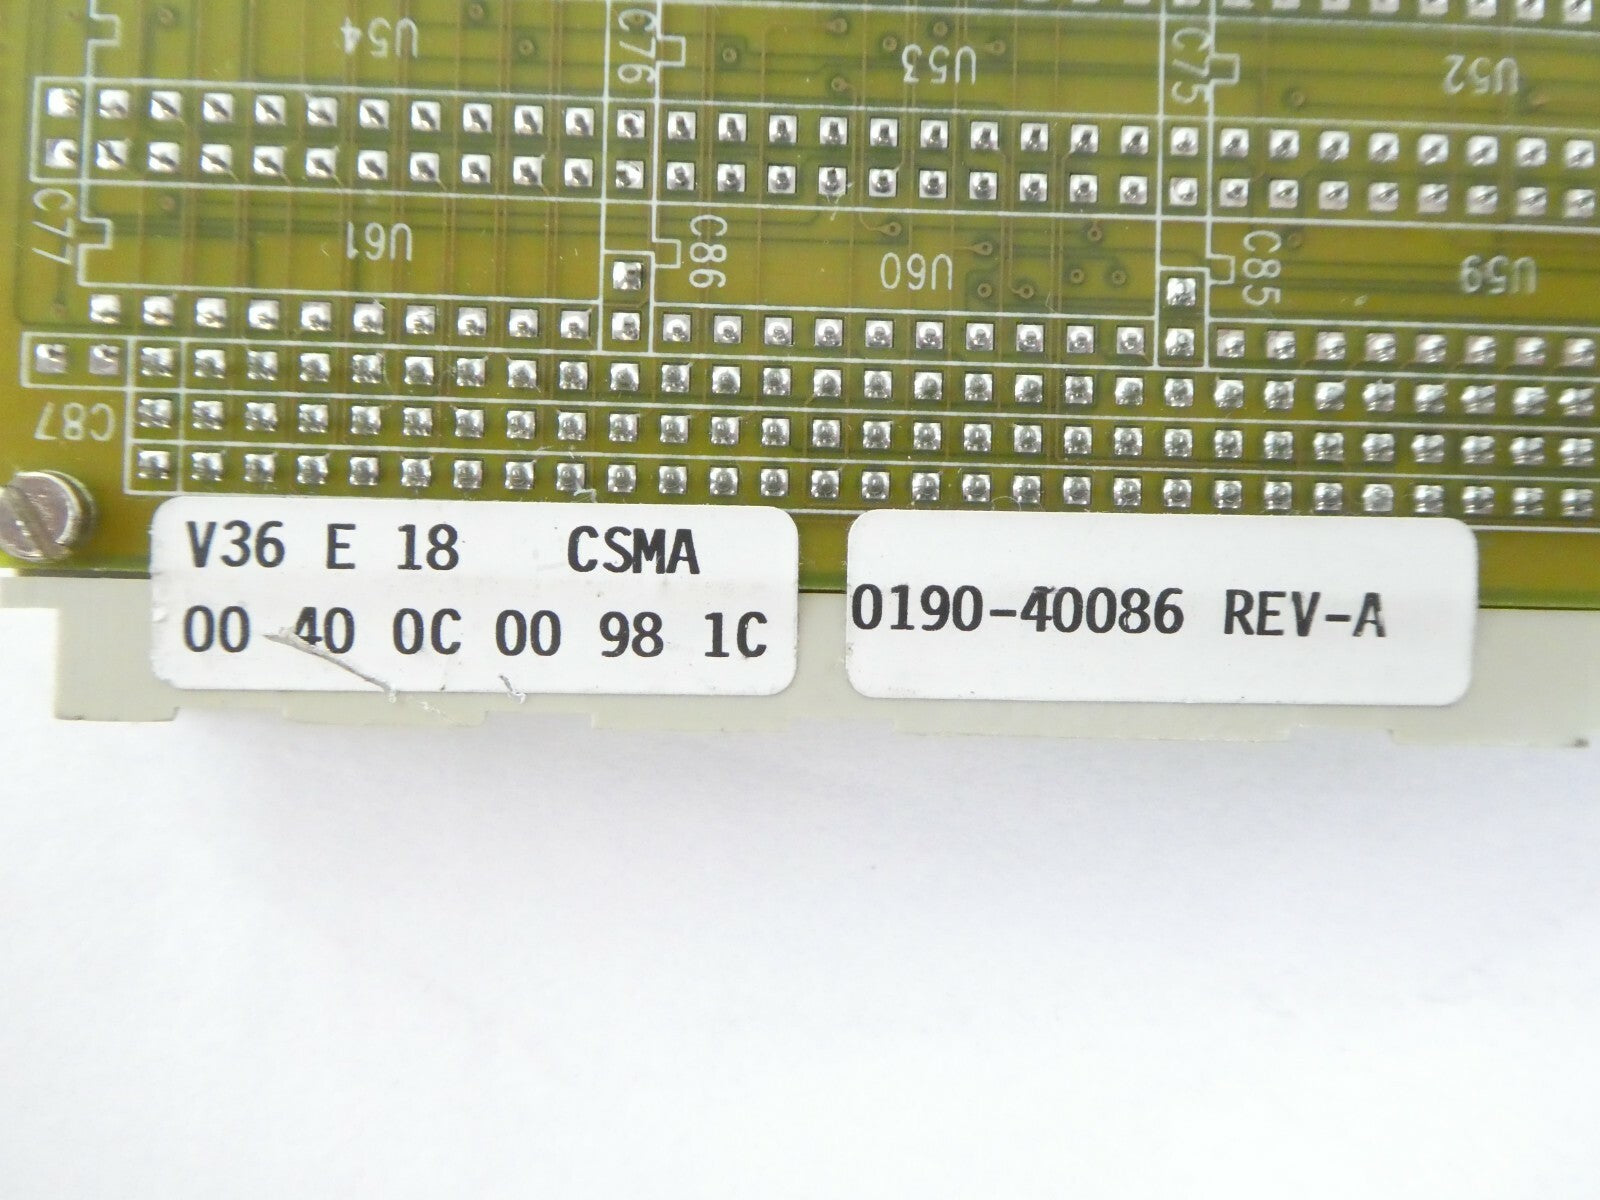 U54
C76
U53
C75
U52
C77
U61
C86
U60
C85
U59
C87
V36 E 18 CSMA
00 40 0C 00 98 1C
0190-40086 REV-A